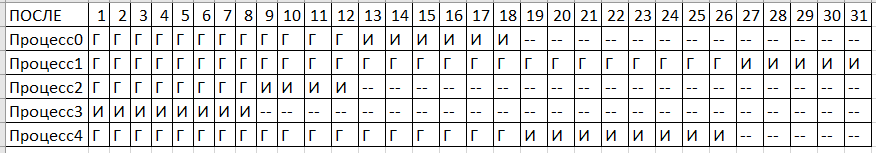 ПОСЛЕ 1 2 3 4 5 6 7 8 9 10 11 12 13 14 15 16 17 18 19 20 21 22 23 24 25 26 27 28 29 30 31
Процесс0 Г Г Г Г Г Г Г Г Г Г Г Г И И И И И И -- -- -- -- -- -- -- -- -- -- -- -- --
Процесс1 Г Г Г Г Г Г Г Г Г Г Г Г Г Г Г Г Г Г Г Г Г Г Г Г Г Г И И И И И
Процесс2 Г Г Г Г Г Г Г Г И И И И -- -- -- -- -- -- -- -- -- -- -- -- -- -- -- -- -- -- --
Процесс3 И И И И И И И И -- -- -- -- -- -- -- -- -- -- -- -- -- -- -- -- -- -- -- -- -- -- --
Процесс4 Г Г Г Г Г Г Г Г Г Г Г Г Г Г Г Г Г Г И И И И И И И И -- -- -- -- --